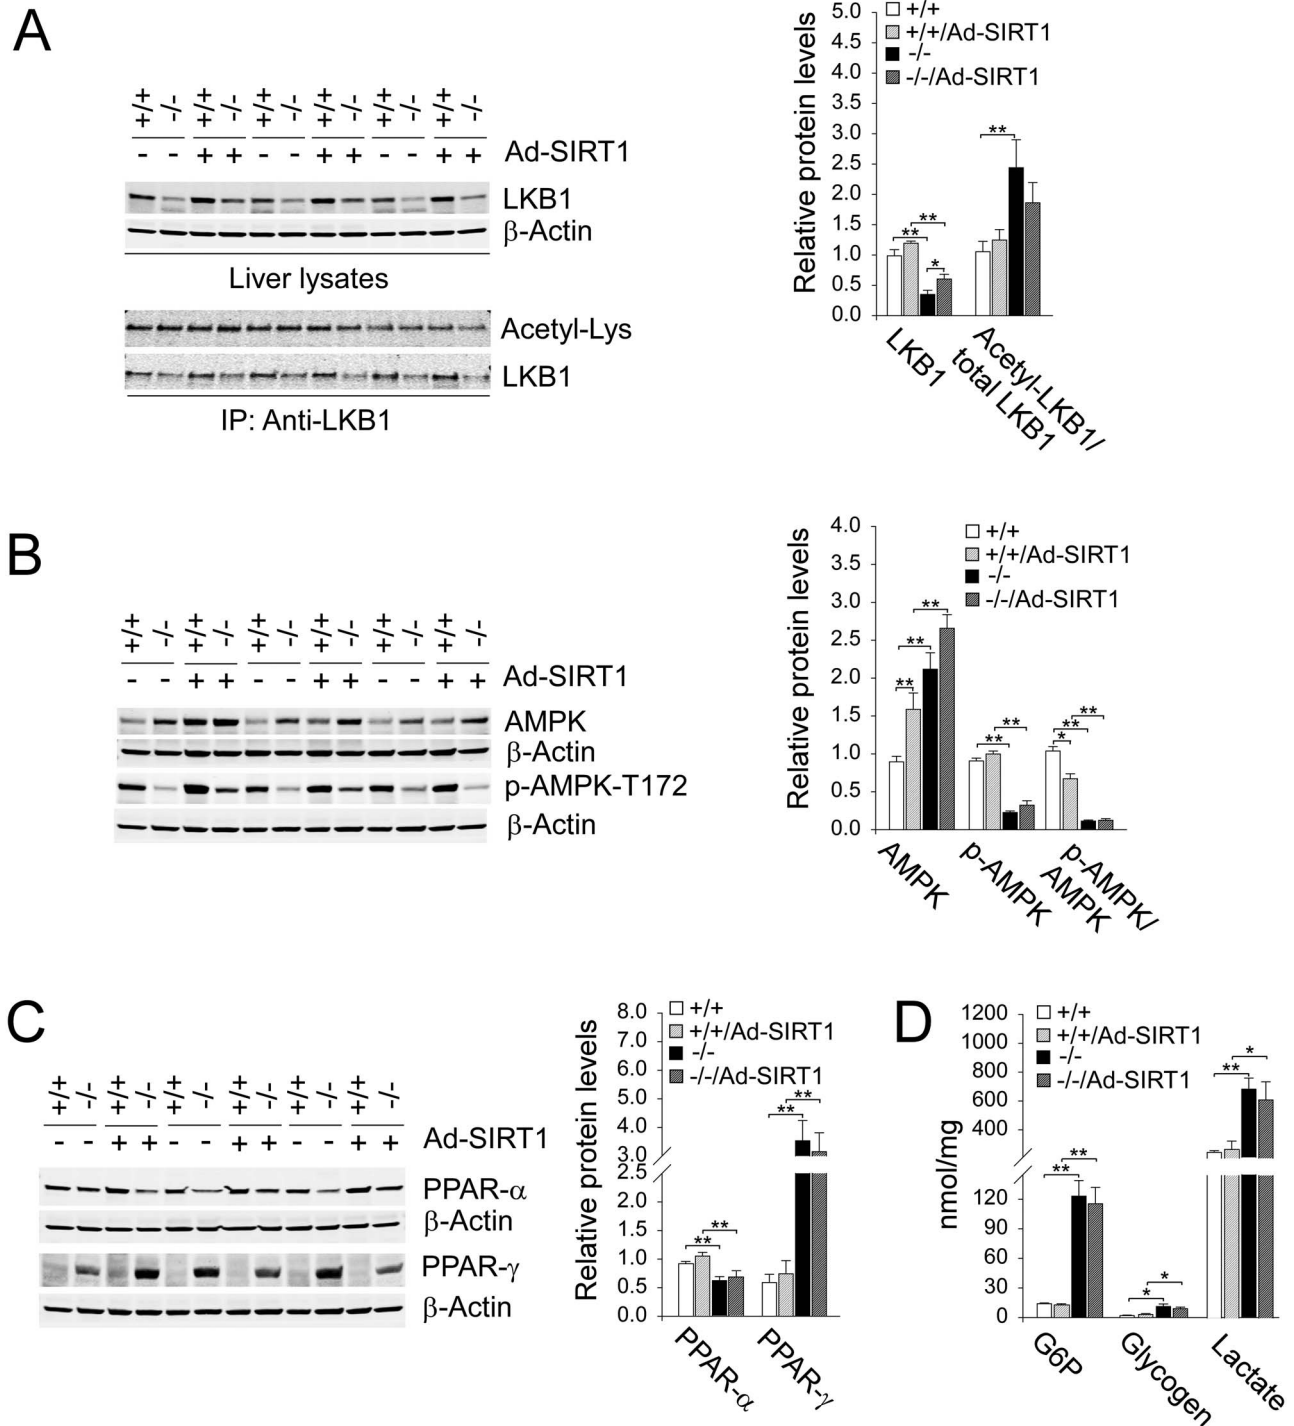 A
+/+ -/- +/+ -/- +/+ -/- +/+ -/- +/+ -/- +/+ -/-
- - + + - - + + - - + + Ad-SIRT1
LKB1
β-Actin
Liver lysates
Acetyl-Lys
LKB1
IP: Anti-LKB1
Relative protein levels
5.0
4.5
4.0
3.5
3.0
2.5
2.0
1.5
1.0
0.5
0.0
+/+
+/+/Ad-SIRT1
-/-
-/-/Ad-SIRT1
**
**
**
*
LKB1
Acetyl-LKB1/
total LKB1
B
+/+ -/- +/+ -/- +/+ -/- +/+ -/- +/+ -/- +/+ -/-
- - + + - - + + - - + + Ad-SIRT1
AMPK
β-Actin
p-AMPK-T172
β-Actin
Relative protein levels
4.0
3.5
3.0
2.5
2.0
1.5
1.0
0.5
0.0
+/+
+/+/Ad-SIRT1
-/-
-/-/Ad-SIRT1
**
**
**
**
**
**
**
*
AMPK
p-AMPK
p-AMPK/
AMPK
C
+/+ -/- +/+ -/- +/+ -/- +/+ -/- +/+ -/- +/+ -/-
- - + + - - + + - - + + Ad-SIRT1
PPAR-α
β-Actin
PPAR-γ
β-Actin
Relative protein levels
8.0
7.0
6.0
5.0
4.0
3.0
2.5
2.0
1.5
1.0
0.5
0.0
+/+
+/+/Ad-SIRT1
-/-
-/-/Ad-SIRT1
**
**
**
**
PPAR-α
PPAR-γ
D
nmol/mg
1200
1000
800
600
400
120
90
60
30
0
+/+
+/+/Ad-SIRT1
-/-
-/-/Ad-SIRT1
*
**
**
**
*
*
G6P
Glycogen
Lactate